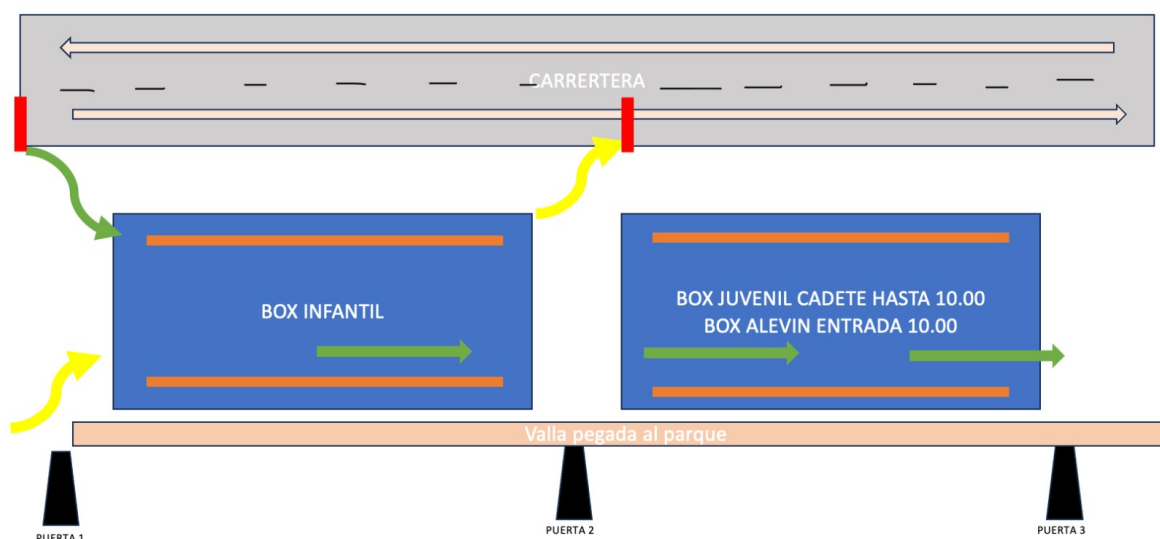 CARRERTERA
BOX INFANTIL
BOX JUVENIL CADETE HASTA 10.00
BOX ALEVIN ENTRADA 10.00
Valla pegada al parque
PUERTA 1
PUERTA 2
PUERTA 3